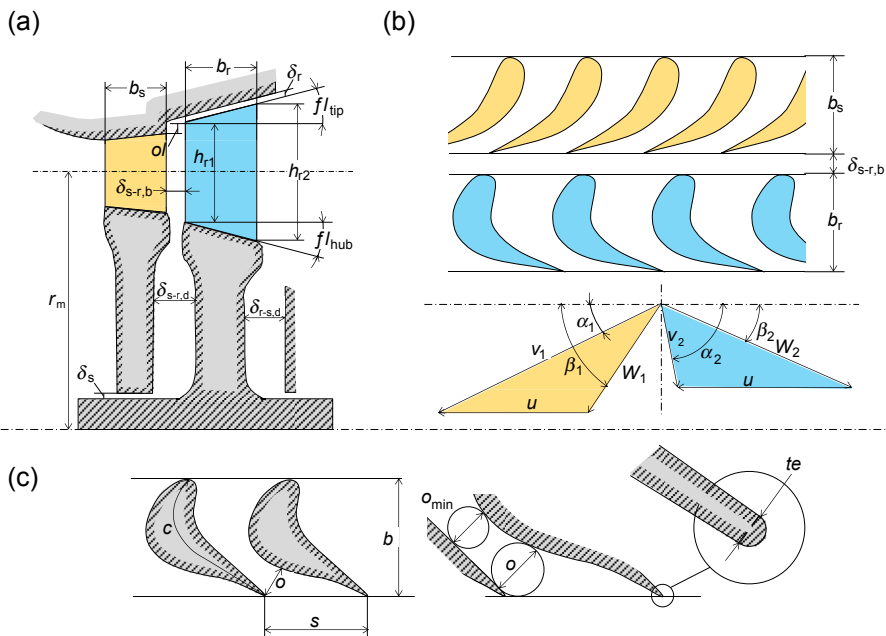 (a)
b_r
δ_r
b_s
fl_tip
ol
h_r1
h_r2
δ_s-r,b
fl_hub
r_m
δ_s-r,d
δ_r-s,d
δ_s
(b)
b_s
δ_s-r,b
b_r
α_1
β_2
v_1
v_2
W_2
β_1
α_2
W_1
u
u
(c)
te
o_min
c
b
o
o
s